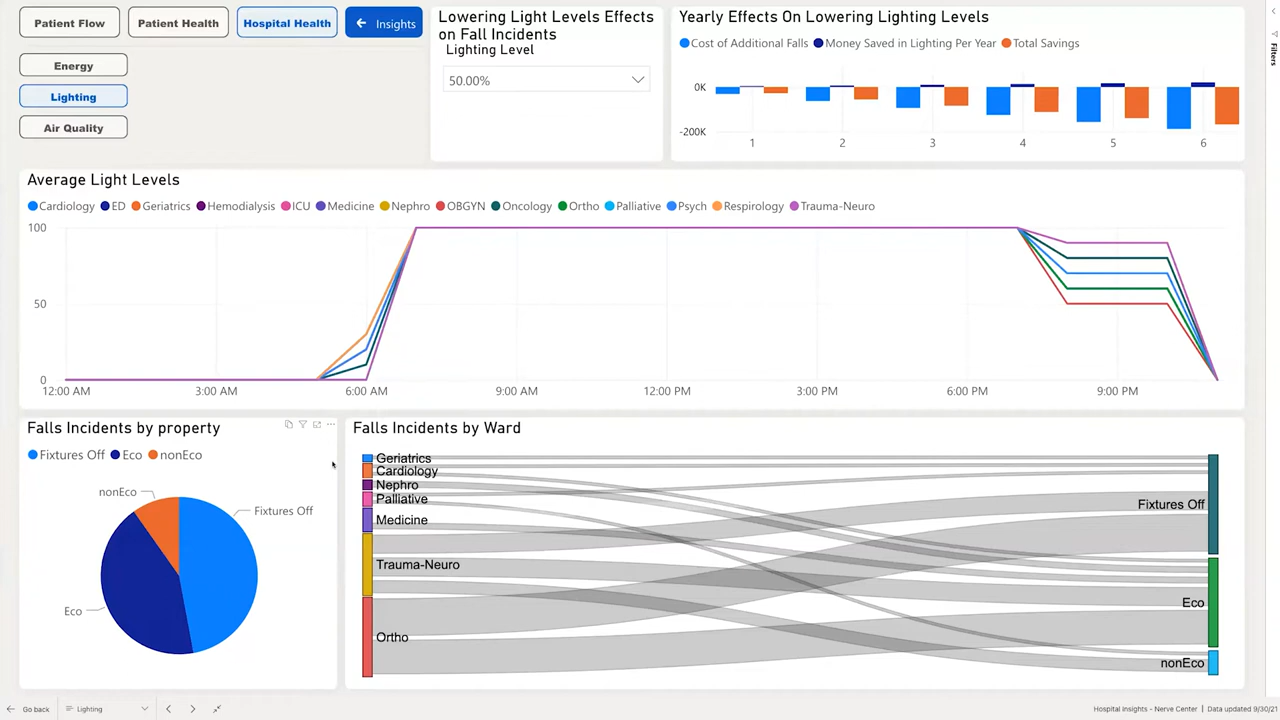 Patient Flow
Patient Health
Hospital Health
Insights
Energy
Lighting
Air Quality
Lowering Light Levels Effects
on Fall Incidents
Lighting Level
50.00%
Yearly Effects On Lowering Lighting Levels
Cost of Additional Falls Money Saved in Lighting Per Year Total Savings
0K
-200K
1 2 3 4 5 6
Filters
Average Light Levels
Cardiology ED Geriatrics Hemodialysis ICU Medicine Nephro OBGYN Oncology Ortho Palliative Psych Respirology Trauma-Neuro
100
50
0
12:00 AM 3:00 AM 6:00 AM 9:00 AM 12:00 PM 3:00 PM 6:00 PM 9:00 PM
Falls Incidents by property
Fixtures Off Eco nonEco
nonEco
Fixtures Off
Eco
Falls Incidents by Ward
Geriatrics
Cardiology
Nephro
Palliative
Medicine
Trauma-Neuro
Ortho
Fixtures Off
Eco
nonEco
Go back
Lighting
Hospital Insights - Nerve Center | Data updated 9/30/21